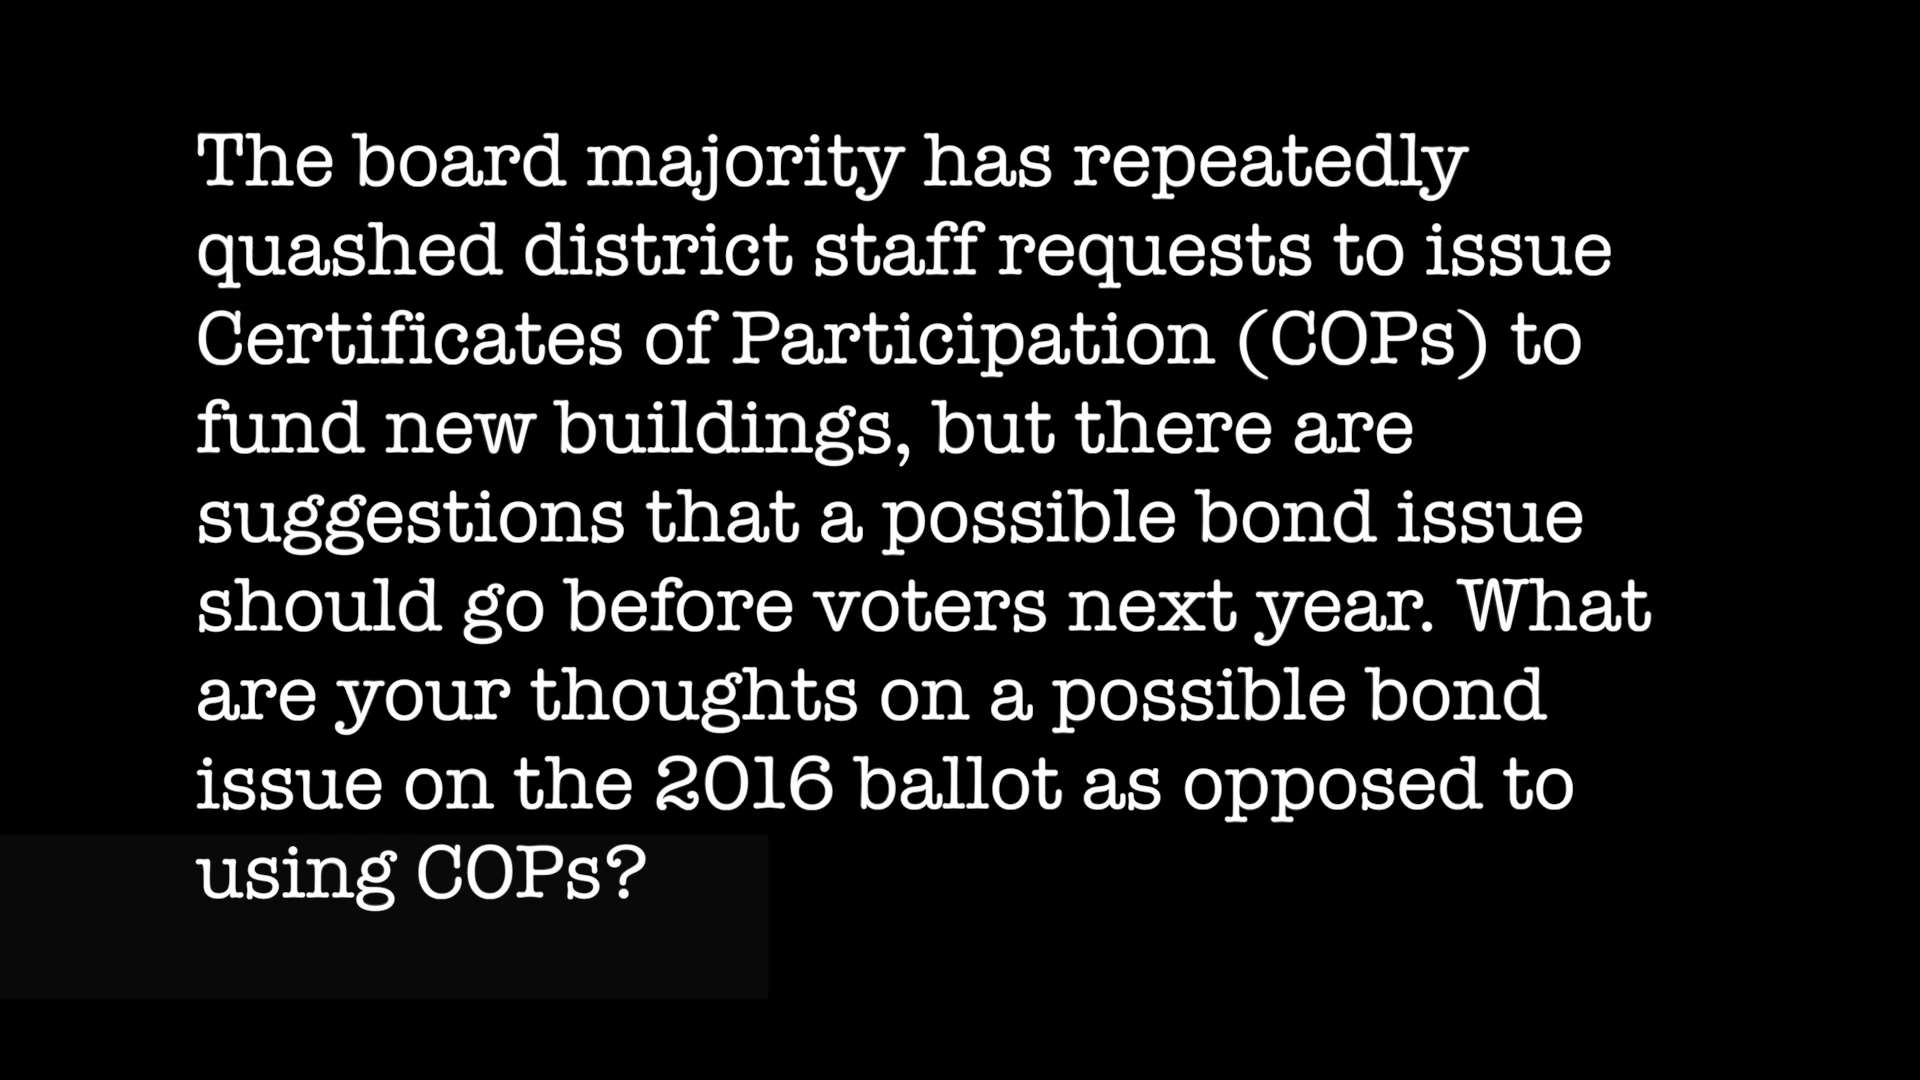 The board majority has repeatedly
quashed district staff requests to issue
Certificates of Participation (COPs) to
fund new buildings, but there are
suggestions that a possible bond issue
should go before voters next year. What
are your thoughts on a possible bond
issue on the 2016 ballot as opposed to
using COPs?